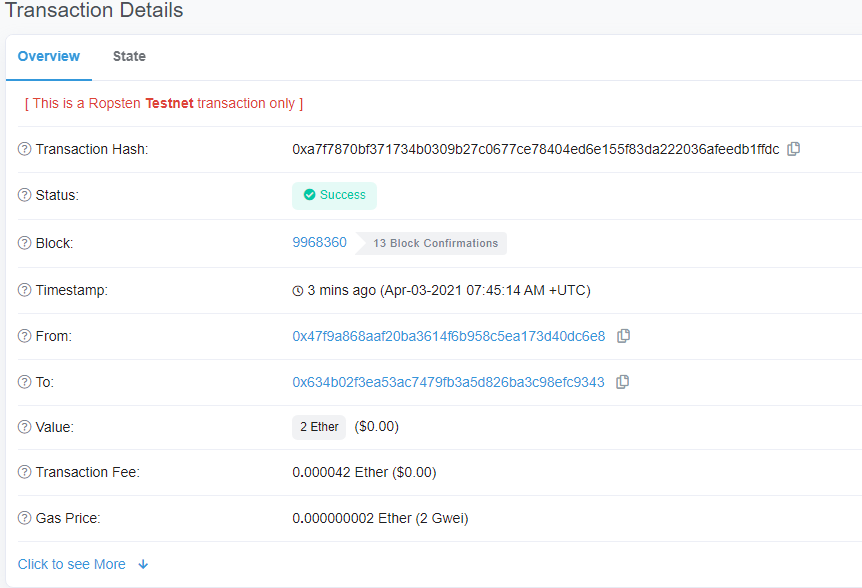 Transaction Details
Overview State
[ This is a Ropsten Testnet transaction only ]
Transaction Hash: 0xa7f7870bf371734b0309b27c0677ce78404ed6e155f83da222036afeedb1ffdc
Status: Success
Block: 9968360 13 Block Confirmations
Timestamp: 3 mins ago (Apr-03-2021 07:45:14 AM +UTC)
From: 0x47f9a868aaf20ba3614f6b958c5ea173d40dc6e8
To: 0x634b02f3ea53ac7479fb3a5d826ba3c98efc9343
Value: 2 Ether ($0.00)
Transaction Fee: 0.000042 Ether ($0.00)
Gas Price: 0.000000002 Ether (2 Gwei)
Click to see More